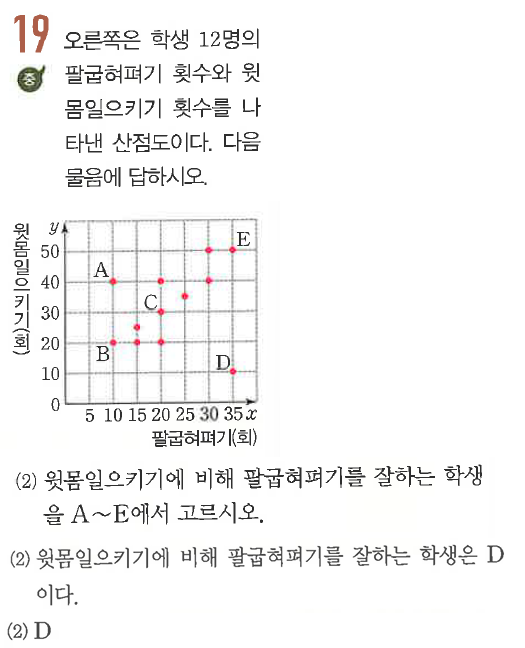 19 오른쪽은 학생 12명의
중 팔굽혀펴기 횟수와 윗
몸일으키기 횟수를 나
타낸 산점도이다. 다음
물음에 답하시오.
윗몸일으키기(회)
y
50
40
30
20
10
0
A
B
C
D
E
5 10 15 20 25 30 35 x
팔굽혀펴기(회)
(2) 윗몸일으키기에 비해 팔굽혀펴기를 잘하는 학생
을 A~E에서 고르시오.
(2) 윗몸일으키기에 비해 팔굽혀펴기를 잘하는 학생은 D
이다.
(2) D